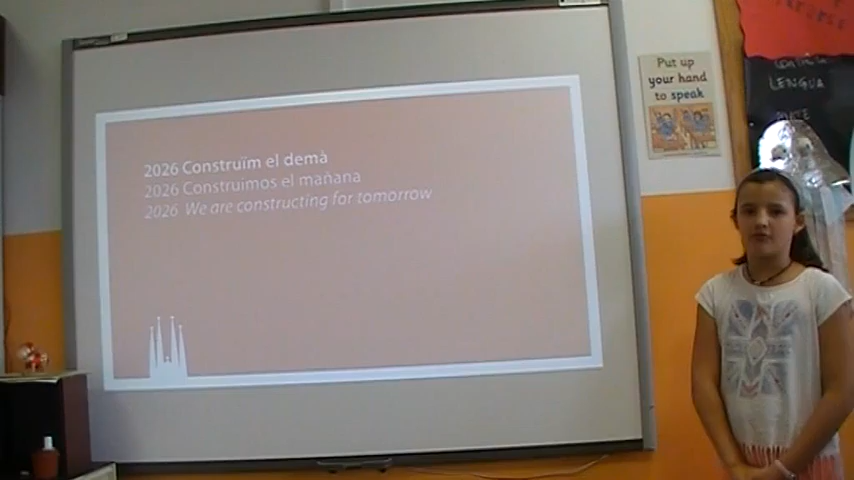 2026 Construïm el demà
2026 Construimos el mañana
2026 We are constructing for tomorrow
Put up
your hand
to speak
LENGUA